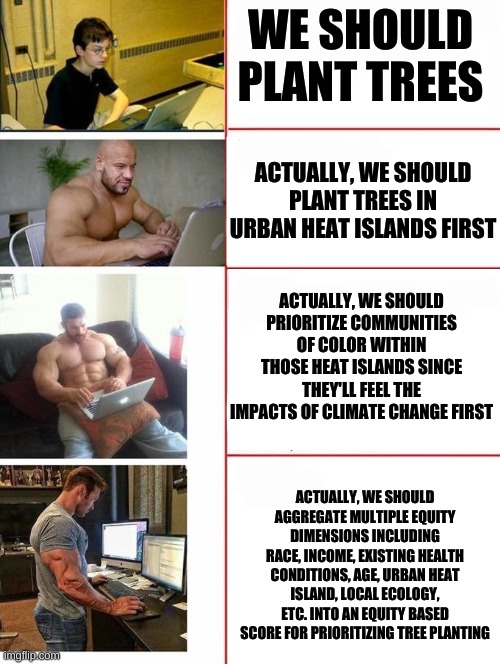 WE SHOULD
PLANT TREES
ACTUALLY, WE SHOULD
PLANT TREES IN
URBAN HEAT ISLANDS FIRST
ACTUALLY, WE SHOULD
PRIORITIZE COMMUNITIES
OF COLOR WITHIN
THOSE HEAT ISLANDS SINCE
THEY'LL FEEL THE
IMPACTS OF CLIMATE CHANGE FIRST
ACTUALLY, WE SHOULD
AGGREGATE MULTIPLE EQUITY
DIMENSIONS INCLUDING
RACE, INCOME, EXISTING HEALTH
CONDITIONS, AGE, URBAN HEAT
ISLAND, LOCAL ECOLOGY,
ETC. INTO AN EQUITY BASED
SCORE FOR PRIORITIZING TREE PLANTING
imgflip.com